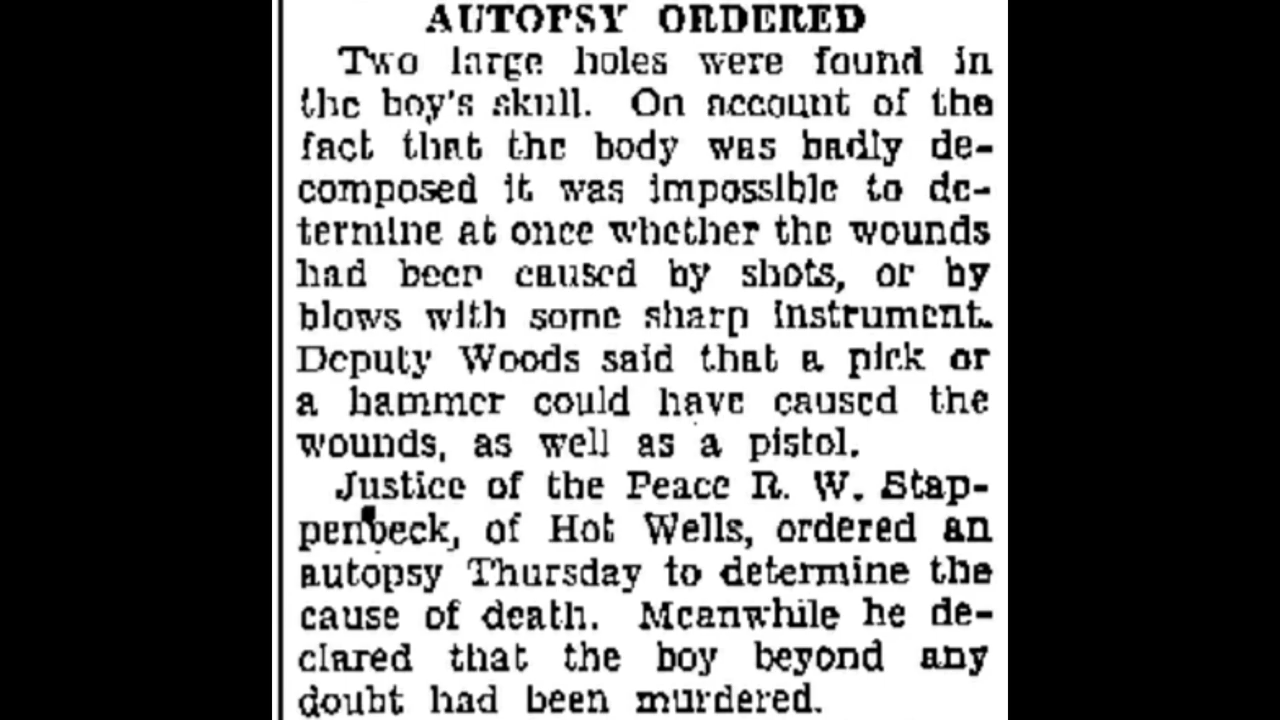 AUTOPSY ORDERED
Two large holes were found in
the boy's skull. On account of the
fact that the body was badly de-
composed it was impossible to de-
termine at once whether the wounds
had been caused by shots, or by
blows with some sharp instrument.
Deputy Woods said that a pick or
a hammer could have caused the
wounds, as well as a pistol.
Justice of the Peace R. W. Stap-
penbeck, of Hot Wells, ordered an
autopsy Thursday to determine the
cause of death. Meanwhile he de-
clared that the boy beyond any
doubt had been murdered.